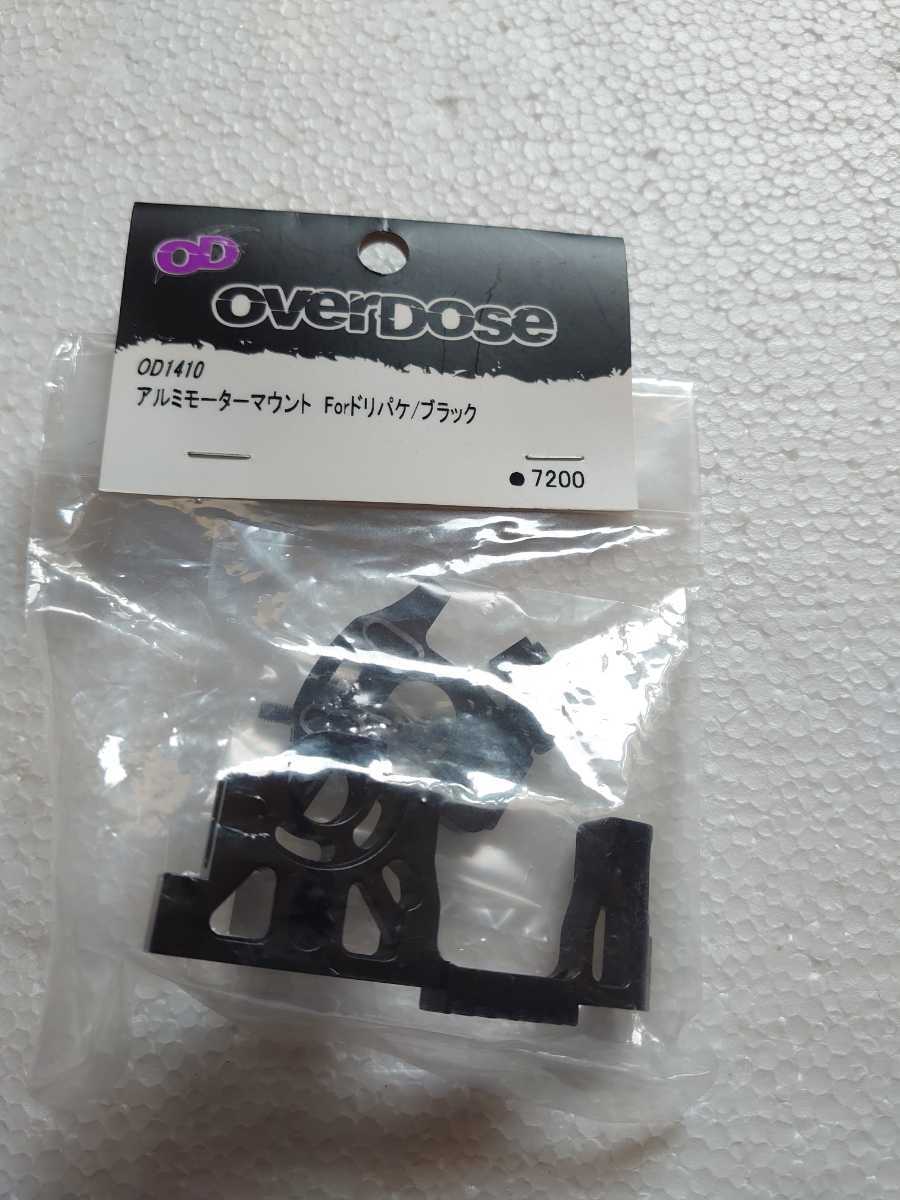 OD
OVERDOSE
OD1410
アルミモーターマウント Forドリパケ/ブラック
●7200